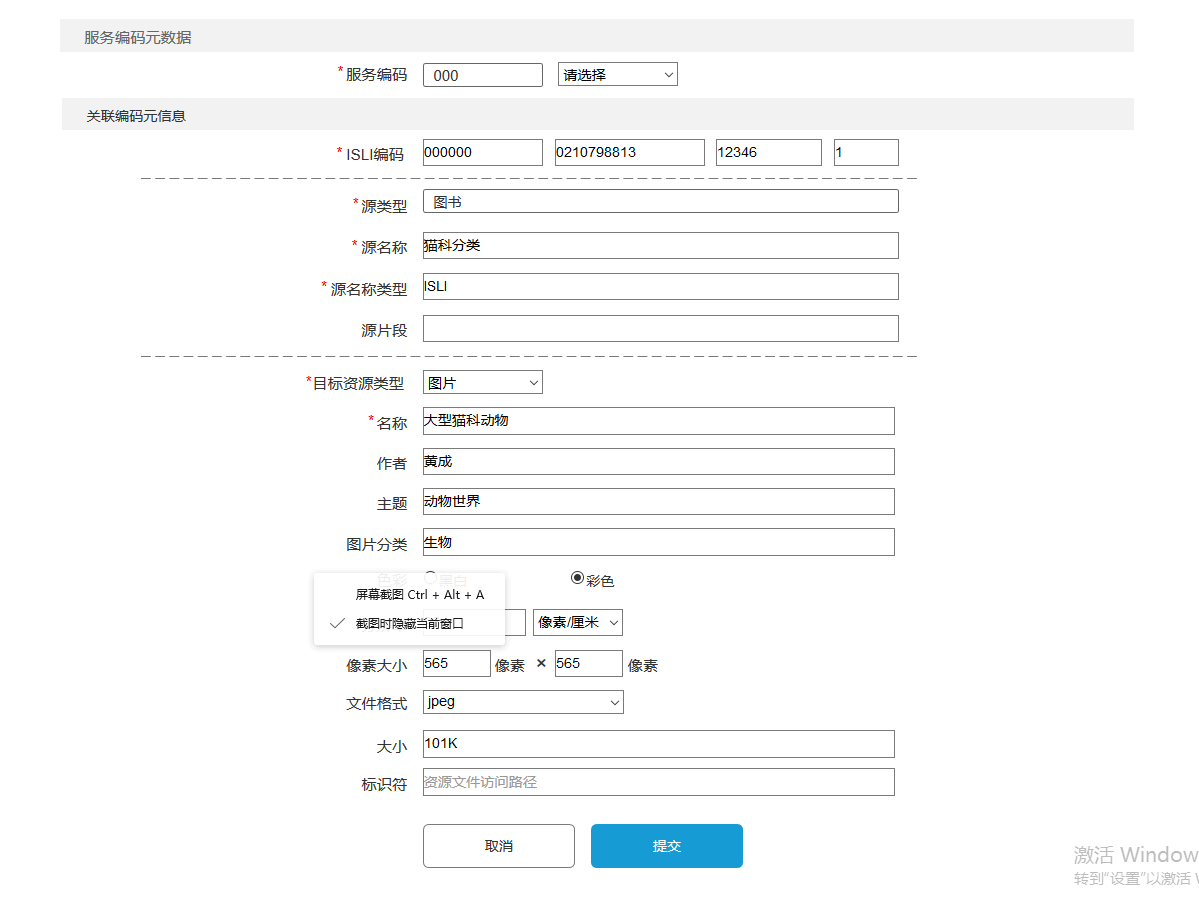 服务编码元数据
*服务编码 000 请选择
关联编码元信息
*ISLI编码 000000 0210798813 12346 1
*源类型 图书
*源名称 猫科分类
*源名称类型 ISLI
源片段
*目标资源类型 图片
*名称 大型猫科动物
作者 黄成
主题 动物世界
图片分类 生物
色彩 黑白 彩色
屏幕截图 Ctrl + Alt + A
截图时隐藏当前窗口 像素/厘米
像素大小 565 像素 × 565 像素
文件格式 jpeg
大小 101K
标识符 资源文件访问路径
取消 提交
激活 Window
转到"设置"以激活 W